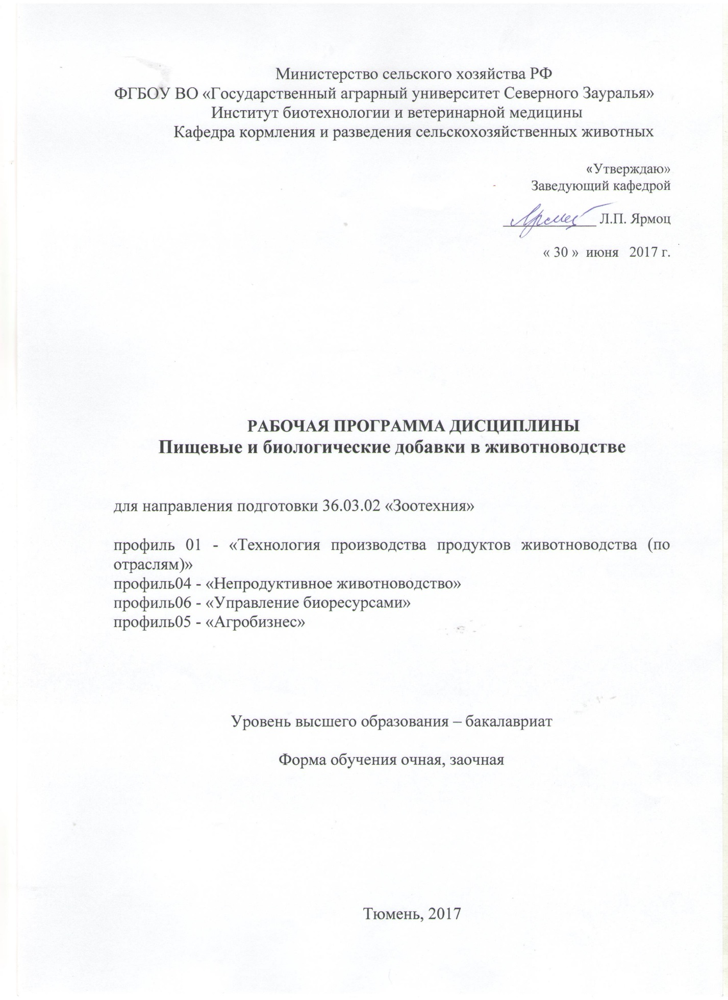 Министерство сельского хозяйства РФ
ФГБОУ ВО «Государственный аграрный университет Северного Зауралья»
Институт биотехнологии и ветеринарной медицины
Кафедра кормления и разведения сельскохозяйственных животных
«Утверждаю»
Заведующий кафедрой
Л.П. Ярмоц
« 30 » июня 2017 г.
РАБОЧАЯ ПРОГРАММА ДИСЦИПЛИНЫ
Пищевые и биологические добавки в животноводстве
для направления подготовки 36.03.02 «Зоотехния»
профиль 01 - «Технология производства продуктов животноводства (по
отраслям)»
профиль04 - «Непродуктивное животноводство»
профиль06 - «Управление биоресурсами»
профиль05 - «Агробизнес»
Уровень высшего образования – бакалавриат
Форма обучения очная, заочная
Тюмень, 2017